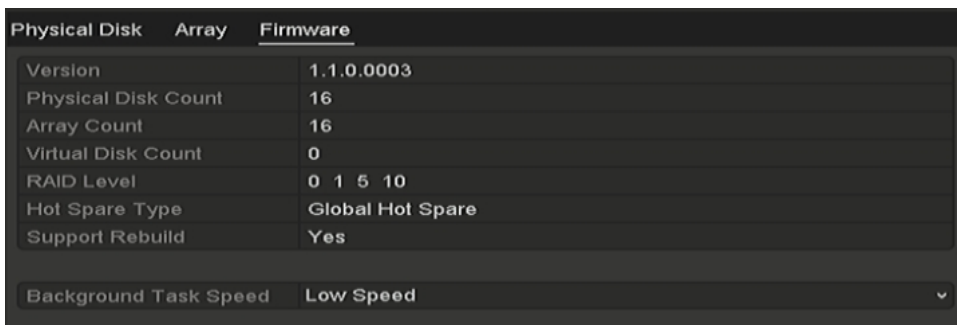 Physical Disk Array Firmware
Version 1.1.0.0003
Physical Disk Count 16
Array Count 16
Virtual Disk Count 0
RAID Level 0 1 5 10
Hot Spare Type Global Hot Spare
Support Rebuild Yes
Background Task Speed Low Speed